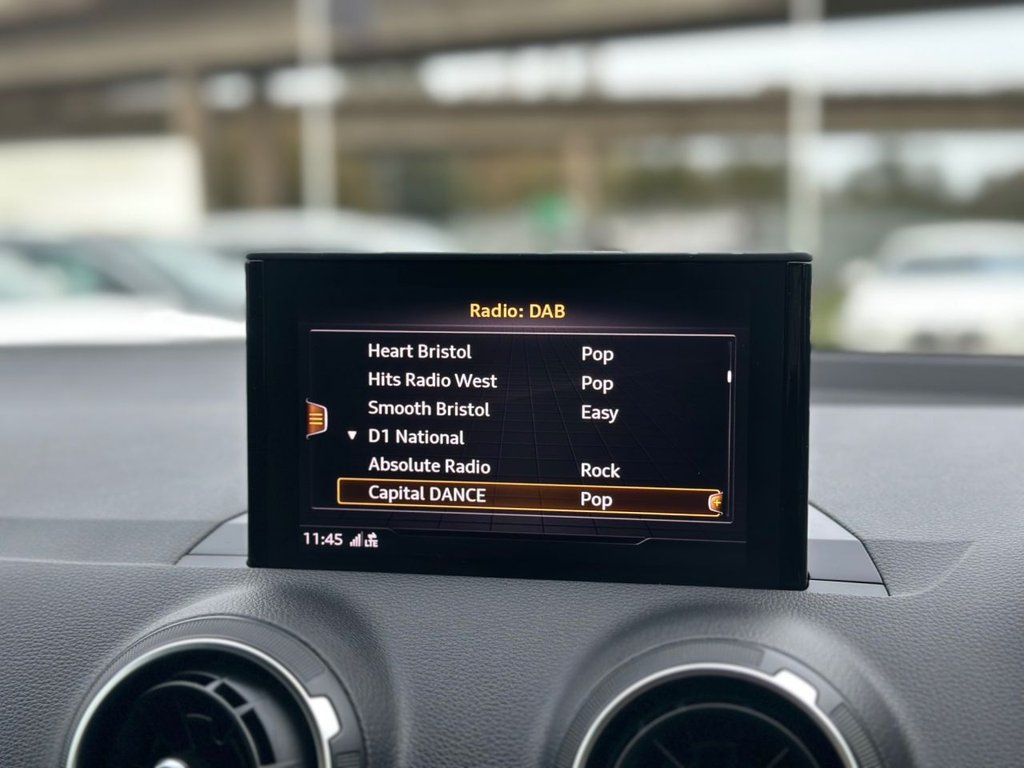 Radio: DAB
Heart Bristol Pop
Hits Radio West Pop
Smooth Bristol Easy
D1 National
Absolute Radio Rock
Capital DANCE Pop
11:45 LTE